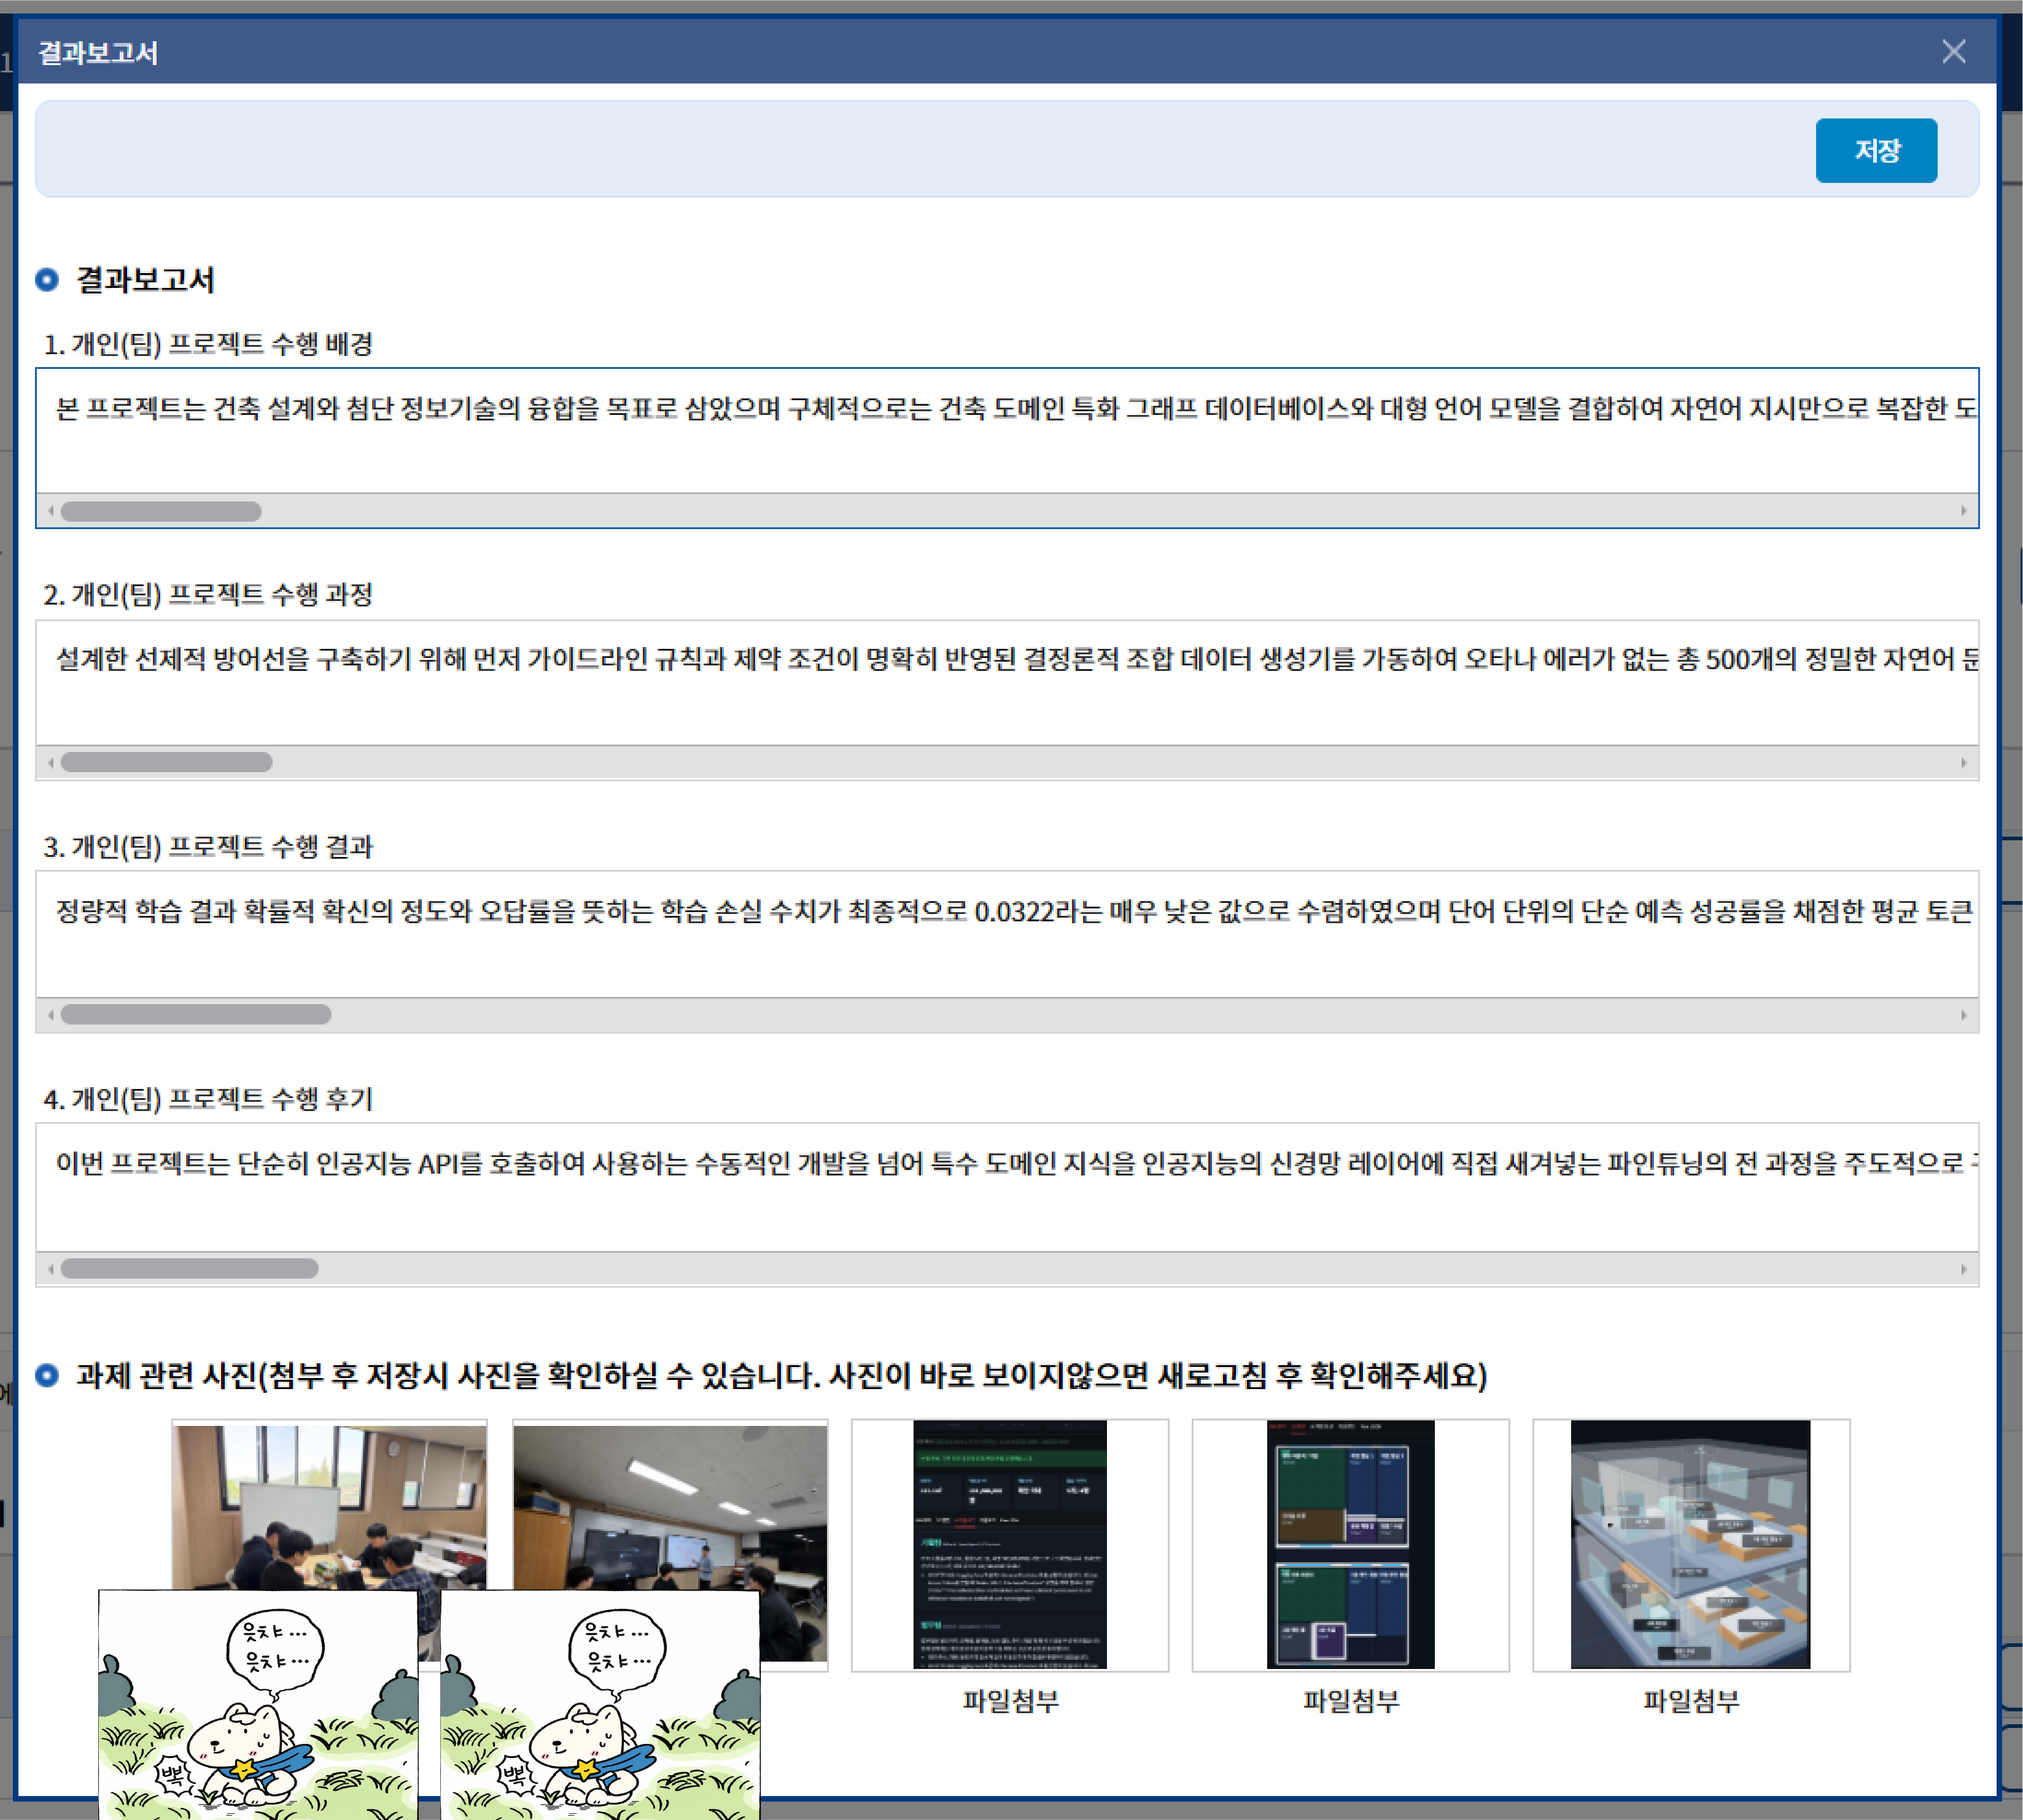 결과보고서
저장
결과보고서
1. 개인(팀) 프로젝트 수행 배경
본 프로젝트는 건축 설계와 첨단 정보기술의 융합을 목표로 삼았으며 구체적으로는 건축 도메인 특화 그래프 데이터베이스와 대형 언어 모델을 결합하여 자연어 지시만으로 복잡한 도
2. 개인(팀) 프로젝트 수행 과정
설계한 선제적 방어선을 구축하기 위해 먼저 가이드라인 규칙과 제약 조건이 명확히 반영된 결정론적 조합 데이터 생성기를 가동하여 오타나 에러가 없는 총 500개의 정밀한 자연어
3. 개인(팀) 프로젝트 수행 결과
정량적 학습 결과 확률적 확신의 정도와 오답률을 뜻하는 학습 손실 수치가 최종적으로 0.0322라는 매우 낮은 값으로 수렴하였으며 단어 단위의 단순 예측 성공률을 채점한 평균 토큰
4. 개인(팀) 프로젝트 수행 후기
이번 프로젝트는 단순히 인공지능 API를 호출하여 사용하는 수동적인 개발을 넘어 특수 도메인 지식을 인공지능의 신경망 레이어에 직접 새겨넣는 파인튜닝의 전 과정을 주도적으로
과제 관련 사진(첨부 후 저장시 사진을 확인하실 수 있습니다. 사진이 바로 보이지않으면 새로고침 후 확인해주세요)
파일첨부
파일첨부
파일첨부
읏챠…
읏챠…
뽁
읏챠…
읏챠…
뽁